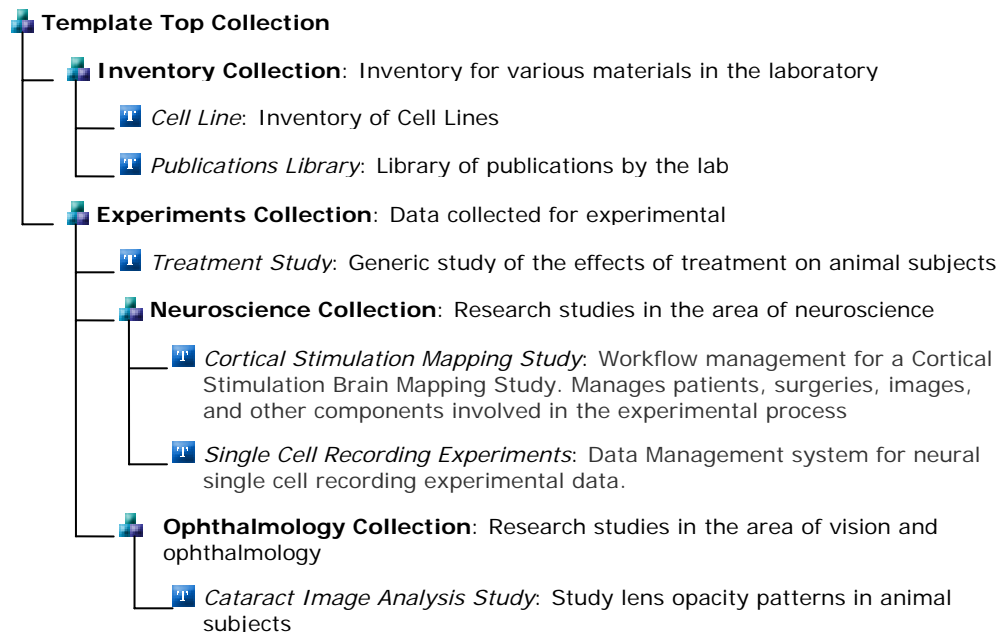 Template Top Collection
Inventory Collection: Inventory for various materials in the laboratory
T Cell Line: Inventory of Cell Lines
T Publications Library: Library of publications by the lab
Experiments Collection: Data collected for experimental
T Treatment Study: Generic study of the effects of treatment on animal subjects
Neuroscience Collection: Research studies in the area of neuroscience
T Cortical Stimulation Mapping Study: Workflow management for a Cortical
Stimulation Brain Mapping Study. Manages patients, surgeries, images,
and other components involved in the experimental process
T Single Cell Recording Experiments: Data Management system for neural
single cell recording experimental data.
Ophthalmology Collection: Research studies in the area of vision and
ophthalmology
T Cataract Image Analysis Study: Study lens opacity patterns in animal
subjects